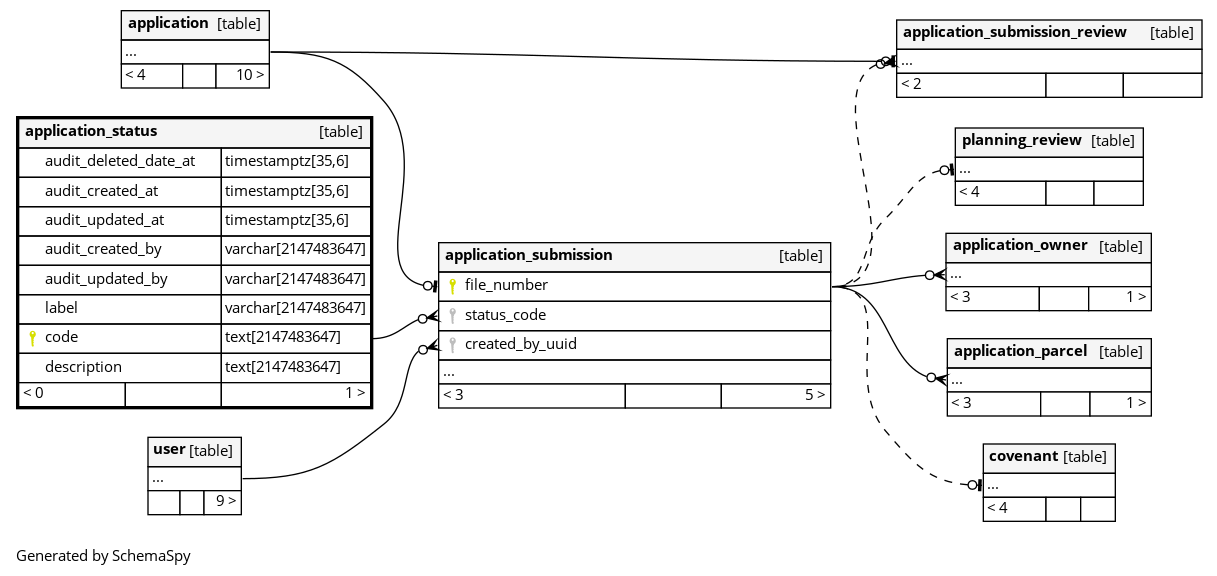 application [table]
...
< 4 10 >
application_status [table]
audit_deleted_date_at timestamptz[35,6]
audit_created_at timestamptz[35,6]
audit_updated_at timestamptz[35,6]
audit_created_by varchar[2147483647]
audit_updated_by varchar[2147483647]
label varchar[2147483647]
code text[2147483647]
description text[2147483647]
< 0 1 >
user [table]
...
9 >
application_submission [table]
file_number
status_code
created_by_uuid
...
< 3 5 >
application_submission_review [table]
...
< 2
planning_review [table]
...
< 4
application_owner [table]
...
< 3 1 >
application_parcel [table]
...
< 3 1 >
covenant [table]
...
< 4
Generated by SchemaSpy